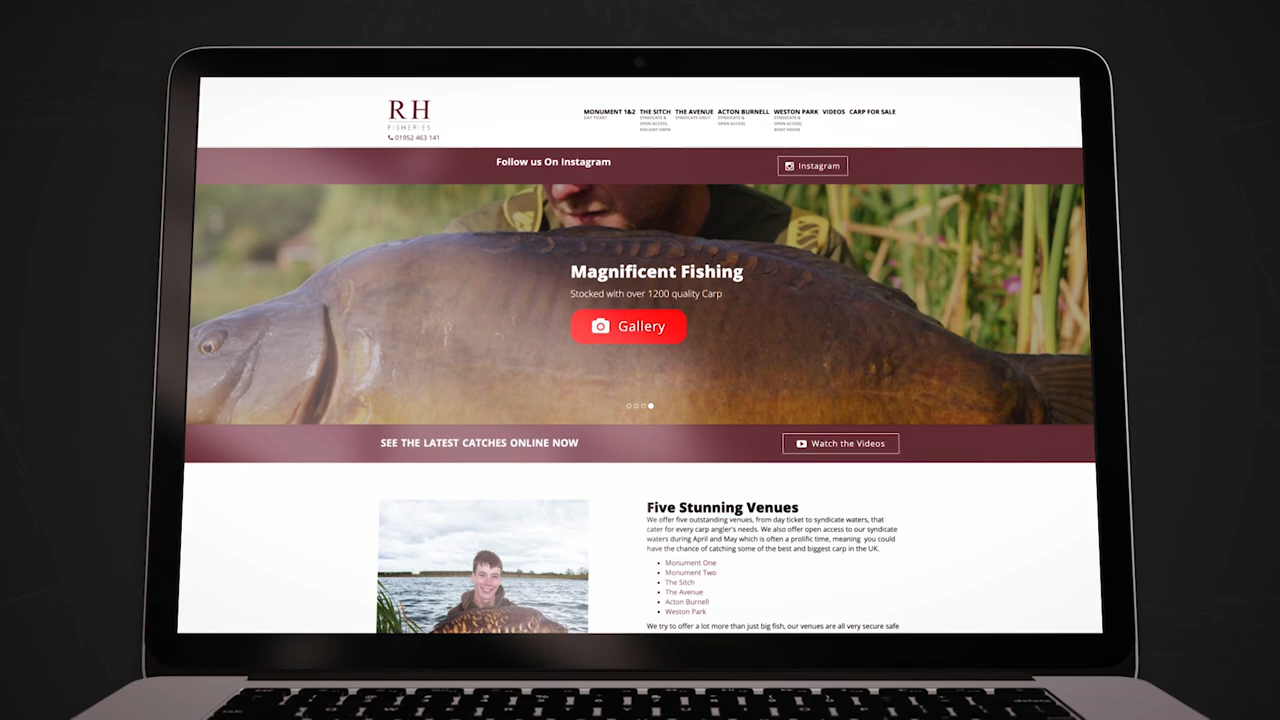 RH
FISHERIES
01952 463 141
MONUMENT 1&2 THE SITCH THE AVENUE ACTON BURNELL WESTON PARK VIDEOS CARP FOR SALE
DAY TICKET
SYNDICATE &
OPEN ACCESS,
HOLIDAY SWIM
SYNDICATE ONLY
SYNDICATE &
OPEN ACCESS
SYNDICATE &
OPEN ACCESS,
BOAT HOUSE
Follow us On Instagram
Instagram
Magnificent Fishing
Stocked with over 1200 quality Carp
Gallery
SEE THE LATEST CATCHES ONLINE NOW
Watch the Videos
Five Stunning Venues
We offer five outstanding venues, from day ticket to syndicate waters, that
cater for every carp angler's needs. We also offer open access to our syndicate
waters during April and May which is often a prolific time, meaning you could
have the chance of catching some of the best and biggest carp in the UK.
Monument One
Monument Two
The Sitch
The Avenue
Acton Burnell
Weston Park
We try to offer a lot more than just big fish, our venues are all very secure safe